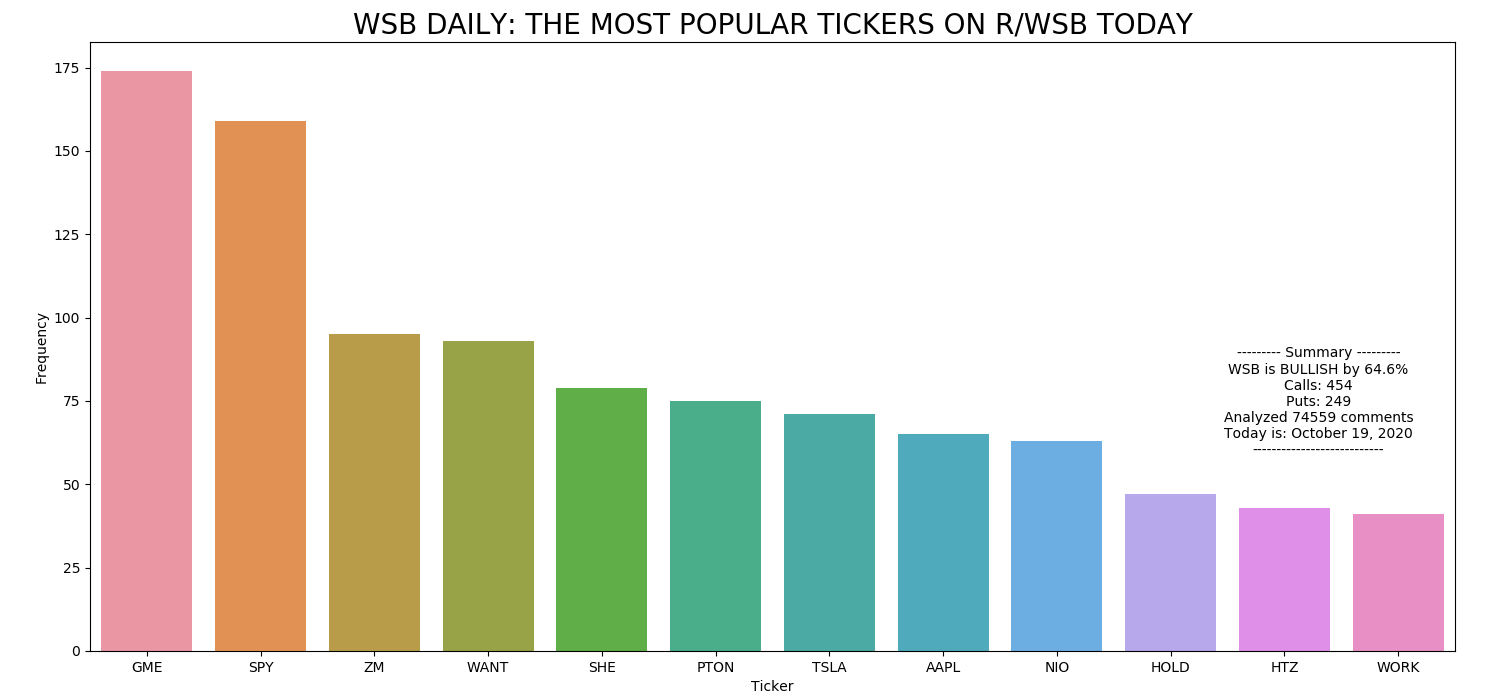 WSB DAILY: THE MOST POPULAR TICKERS ON R/WSB TODAY
175
150
125
100
75
50
25
0
Frequency
--------- Summary ---------
WSB is BULLISH by 64.6%
Calls: 454
Puts: 249
Analyzed 74559 comments
Today is: October 19, 2020
---------------------------
GME SPY ZM WANT SHE PTON TSLA AAPL NIO HOLD HTZ WORK
Ticker